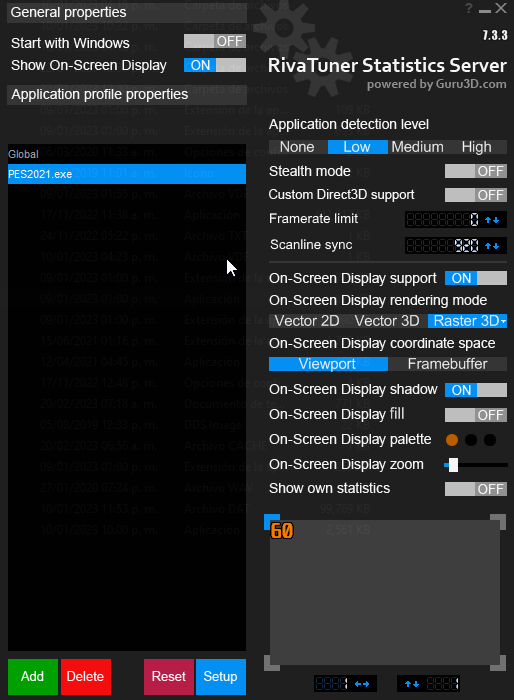 General properties
7.3.3
Start with Windows OFF
Show On-Screen Display ON
RivaTuner Statistics Server
powered by Guru3D.com
Application profile properties
Global
PES2021.exe
Application detection level
None Low Medium High
Stealth mode OFF
Custom Direct3D support OFF
Framerate limit 0
Scanline sync 920
On-Screen Display support ON
On-Screen Display rendering mode
Vector 2D Vector 3D Raster 3D
On-Screen Display coordinate space
Viewport Framebuffer
On-Screen Display shadow ON
On-Screen Display fill OFF
On-Screen Display palette
On-Screen Display zoom
Show own statistics OFF
60
Add Delete Reset Setup